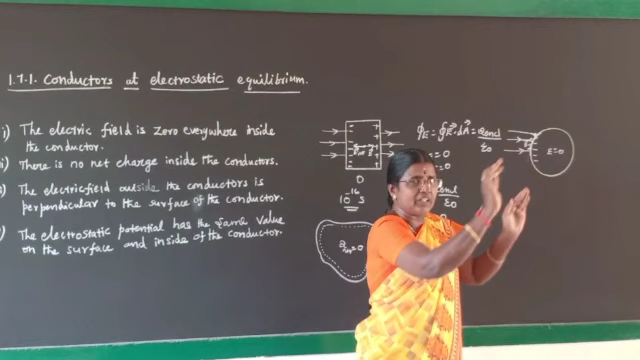 1.7.1. Conductors at electrostatic equilibrium.
i) The electric field is zero everywhere inside
the conductor.
ii) There is no net charge inside the conductors.
The electric field outside the conductors is
perpendicular to the surface of the conductor.
The electrostatic potential has the same value
on the surface and inside of the conductor.
ϕE = ∮E⃗.dA⃗ = Qencl/ε0
= 0
= 0
ε0
10⁻¹⁶ s
E=0